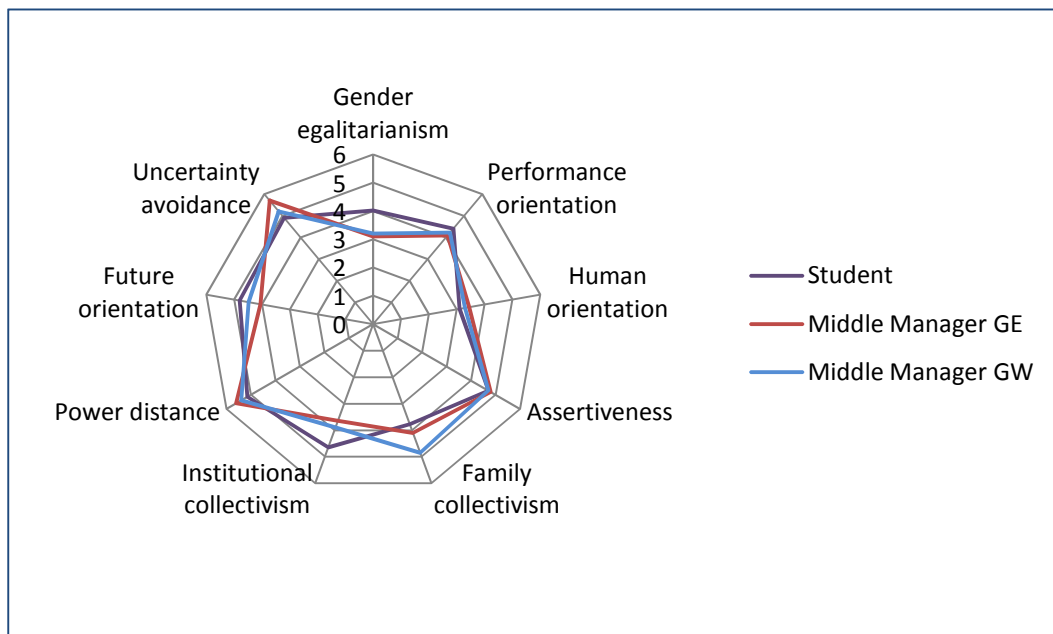 Gender
egalitarianism
Performance
orientation
Human
orientation
Assertiveness
Family
collectivism
Institutional
collectivism
Power distance
Future
orientation
Uncertainty
avoidance
6
5
4
3
2
1
0
Student
Middle Manager GE
Middle Manager GW